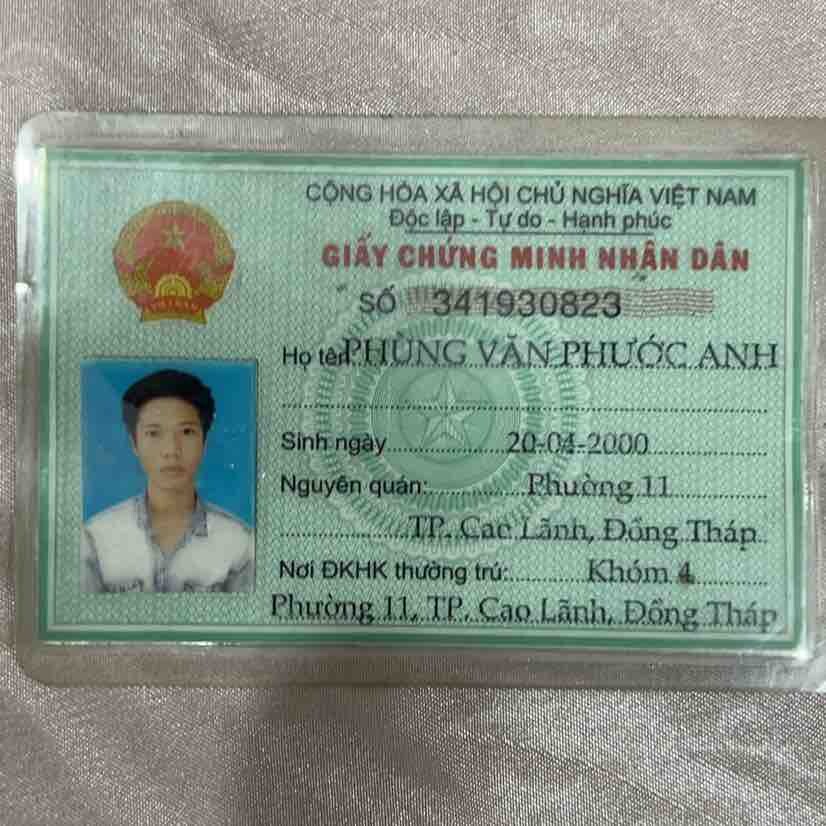 CỘNG HÒA XÃ HỘI CHỦ NGHĨA VIỆT NAM
Độc lập - Tự do - Hạnh phúc
GIẤY CHỨNG MINH NHÂN DÂN
SỐ 341930823
Họ tên PHÙNG VĂN PHƯỚC ANH
Sinh ngày 20-04-2000
Nguyên quán: Phường 11
TP. Cao Lãnh, Đồng Tháp
Nơi ĐKHK thường trú: Khóm 4
Phường 11, TP. Cao Lãnh, Đồng Tháp
VIỆT NAM